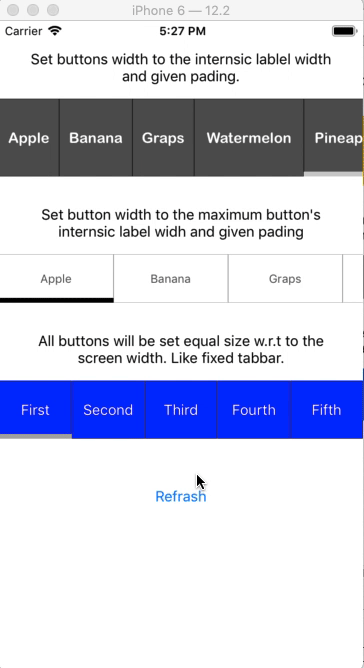 iPhone 6 — 12.2
Carrier 5:27 PM
Set buttons width to the internsic lablel width
and given pading.
Apple Banana Graps Watermelon Pineap
Set button width to the maximum button's
internsic label widh and given pading
Apple Banana Graps
All buttons will be set equal size w.r.t to the
screen width. Like fixed tabbar.
First Second Third Fourth Fifth
Refrash